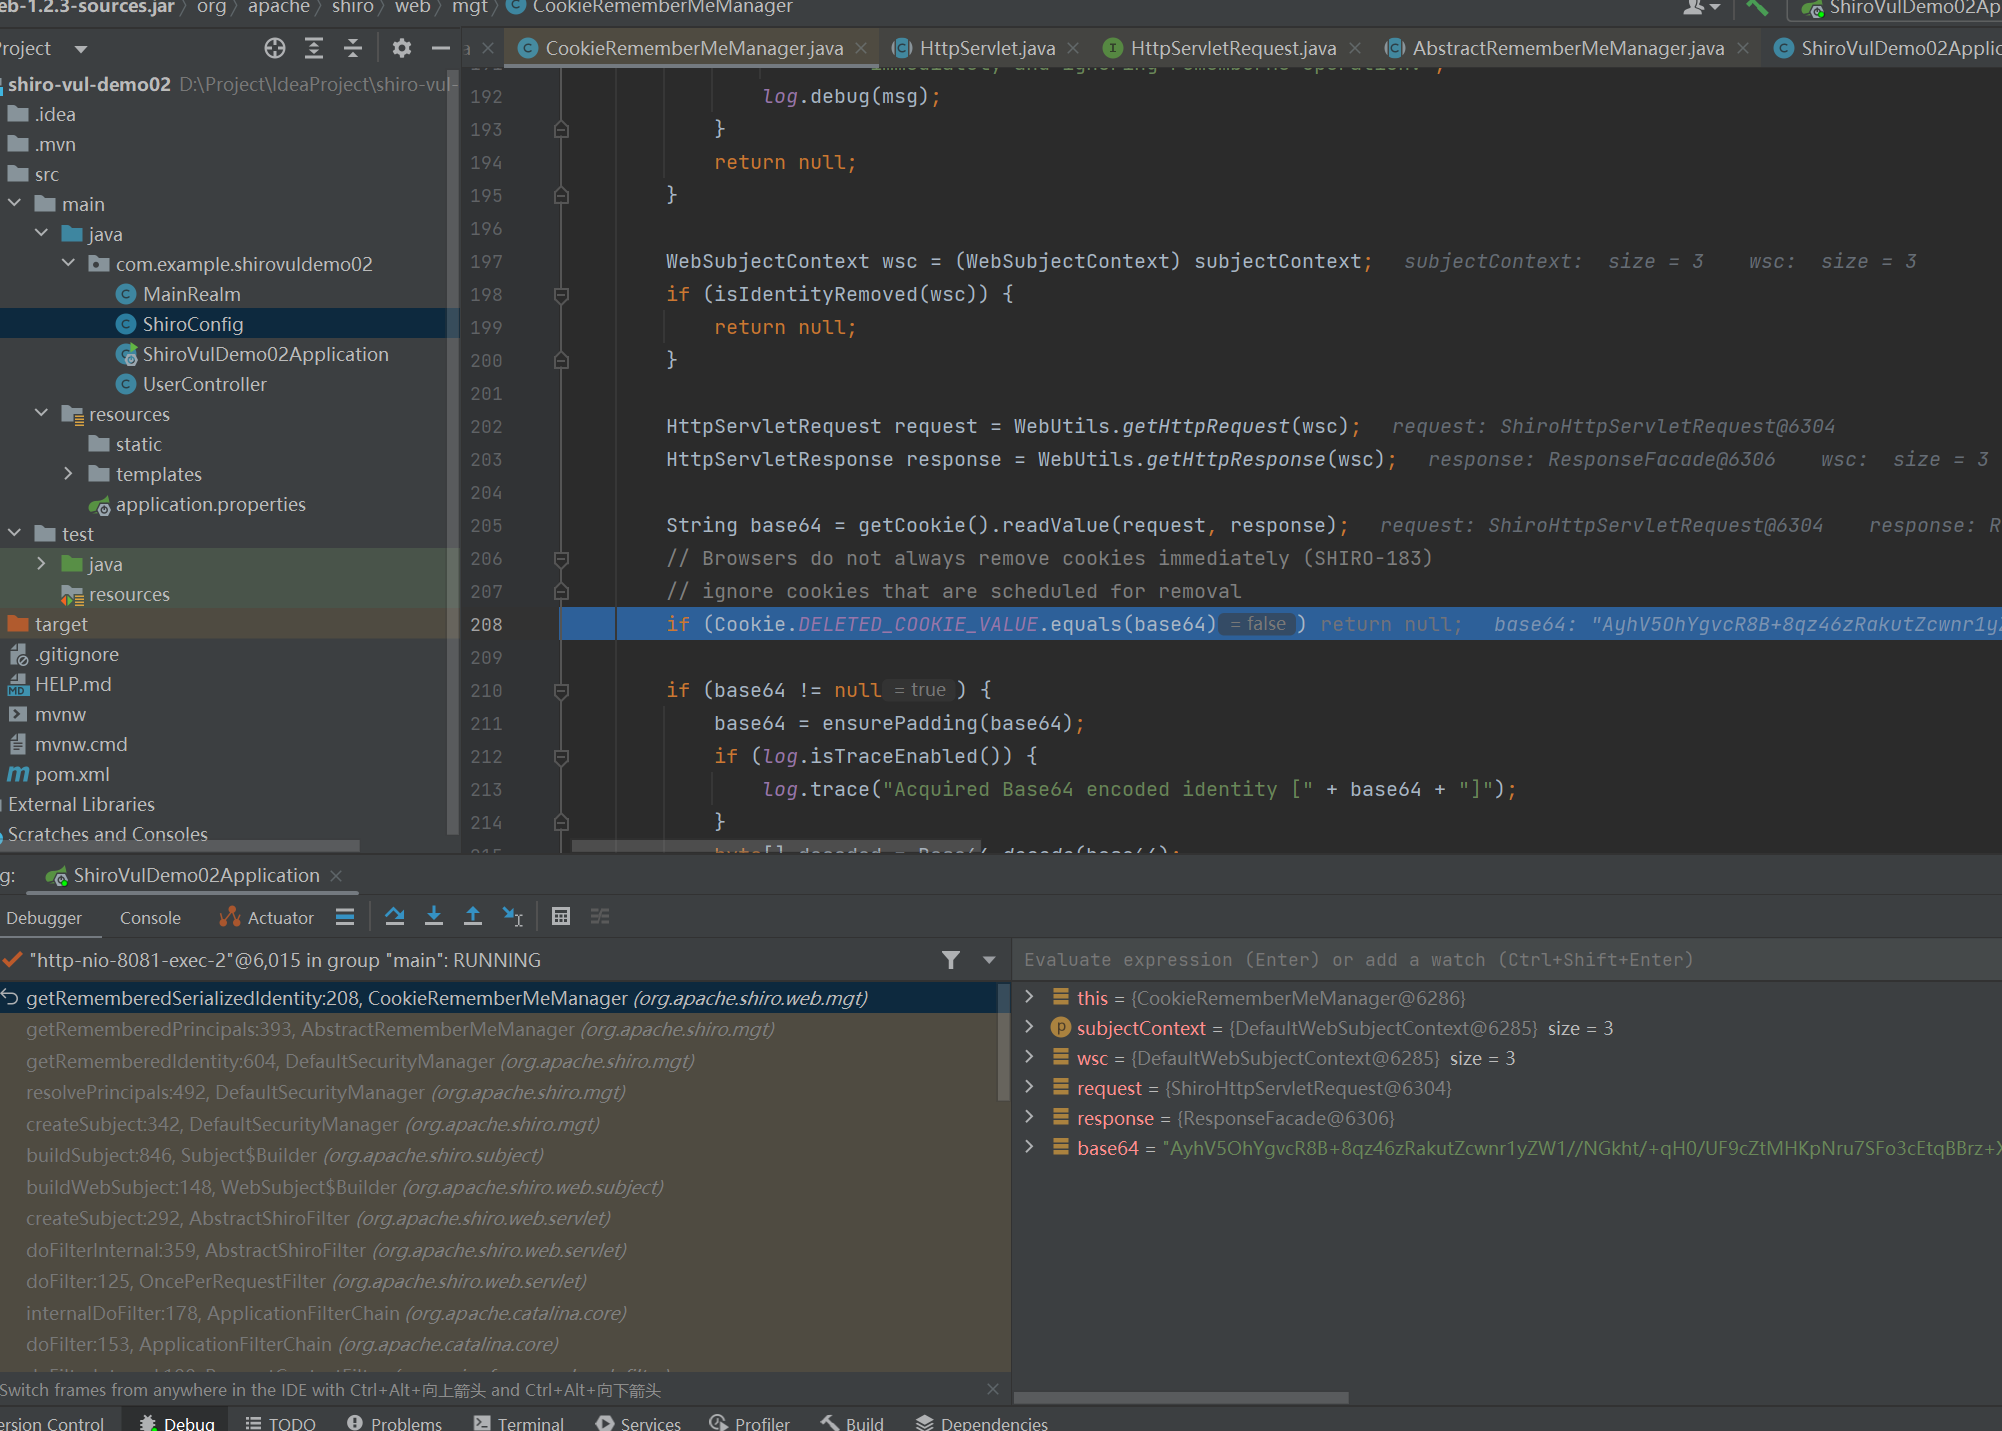 eb-1.2.3-sources.jar 〉 org 〉 apache 〉 shiro 〉 web 〉 mgt 〉 CookieRememberMeManager
ShiroVulDemo02Ap
roject
CookieRememberMeManager.java
HttpServlet.java
HttpServletRequest.java
AbstractRememberMeManager.java
ShiroVulDemo02Applic
shiro-vul-demo02 D:\Project\IdeaProject\shiro-vul-
.idea
.mvn
src
main
java
com.example.shirovuldemo02
MainRealm
ShiroConfig
ShiroVulDemo02Application
UserController
resources
static
templates
application.properties
test
java
resources
target
.gitignore
HELP.md
mvnw
mvnw.cmd
pom.xml
External Libraries
Scratches and Consoles
192 log.debug(msg);
193 }
194 return null;
195 }
196
197 WebSubjectContext wsc = (WebSubjectContext) subjectContext; subjectContext: size = 3 wsc: size = 3
198 if (isIdentityRemoved(wsc)) {
199 return null;
200 }
201
202 HttpServletRequest request = WebUtils.getHttpRequest(wsc); request: ShiroHttpServletRequest@6304
203 HttpServletResponse response = WebUtils.getHttpResponse(wsc); response: ResponseFacade@6306 wsc: size = 3
204
205 String base64 = getCookie().readValue(request, response); request: ShiroHttpServletRequest@6304 response: R
206 // Browsers do not always remove cookies immediately (SHIRO-183)
207 // ignore cookies that are scheduled for removal
208 if (Cookie.DELETED_COOKIE_VALUE.equals(base64) = false ) return null; base64: "AyhV5OhYgvcR8B+8qz46zRakutZcwnr1yZ
209
210 if (base64 != null = true ) {
211 base64 = ensurePadding(base64);
212 if (log.isTraceEnabled()) {
213 log.trace("Acquired Base64 encoded identity [" + base64 + "]");
214 }
g: ShiroVulDemo02Application
Debugger Console Actuator
"http-nio-8081-exec-2"@6,015 in group "main": RUNNING
getRememberedSerializedIdentity:208, CookieRememberMeManager (org.apache.shiro.web.mgt)
getRememberedPrincipals:393, AbstractRememberMeManager (org.apache.shiro.mgt)
getRememberedIdentity:604, DefaultSecurityManager (org.apache.shiro.mgt)
resolvePrincipals:492, DefaultSecurityManager (org.apache.shiro.mgt)
createSubject:342, DefaultSecurityManager (org.apache.shiro.mgt)
buildSubject:846, Subject$Builder (org.apache.shiro.subject)
buildWebSubject:148, WebSubject$Builder (org.apache.shiro.web.subject)
createSubject:292, AbstractShiroFilter (org.apache.shiro.web.servlet)
doFilterInternal:359, AbstractShiroFilter (org.apache.shiro.web.servlet)
doFilter:125, OncePerRequestFilter (org.apache.shiro.web.servlet)
internalDoFilter:178, ApplicationFilterChain (org.apache.catalina.core)
doFilter:153, ApplicationFilterChain (org.apache.catalina.core)
Evaluate expression (Enter) or add a watch (Ctrl+Shift+Enter)
this = {CookieRememberMeManager@6286}
subjectContext = {DefaultWebSubjectContext@6285} size = 3
wsc = {DefaultWebSubjectContext@6285} size = 3
request = {ShiroHttpServletRequest@6304}
response = {ResponseFacade@6306}
base64 = "AyhV5OhYgvcR8B+8qz46zRakutZcwnr1yZW1//NGkht/+qH0/UF9cZtMHKpNru7SFo3cEtqBBrz+X
Switch frames from anywhere in the IDE with Ctrl+Alt+向上箭头 and Ctrl+Alt+向下箭头
ersion Control Debug TODO Problems Terminal Services Profiler Build Dependencies